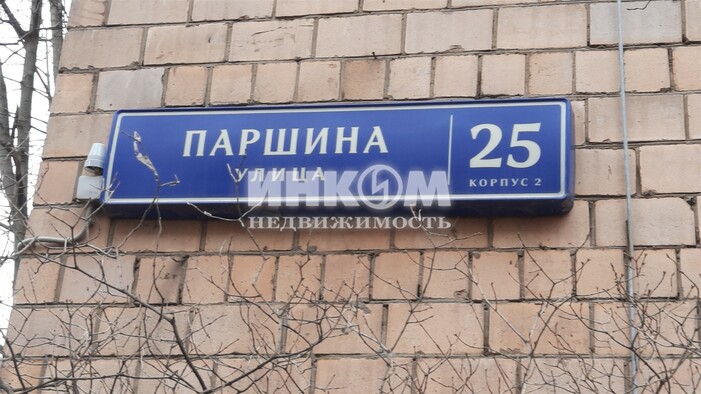 ПАРШИНА
УЛИЦА
25
КОРПУС 2
ИНКОМ
НЕДВИЖИМОСТЬ